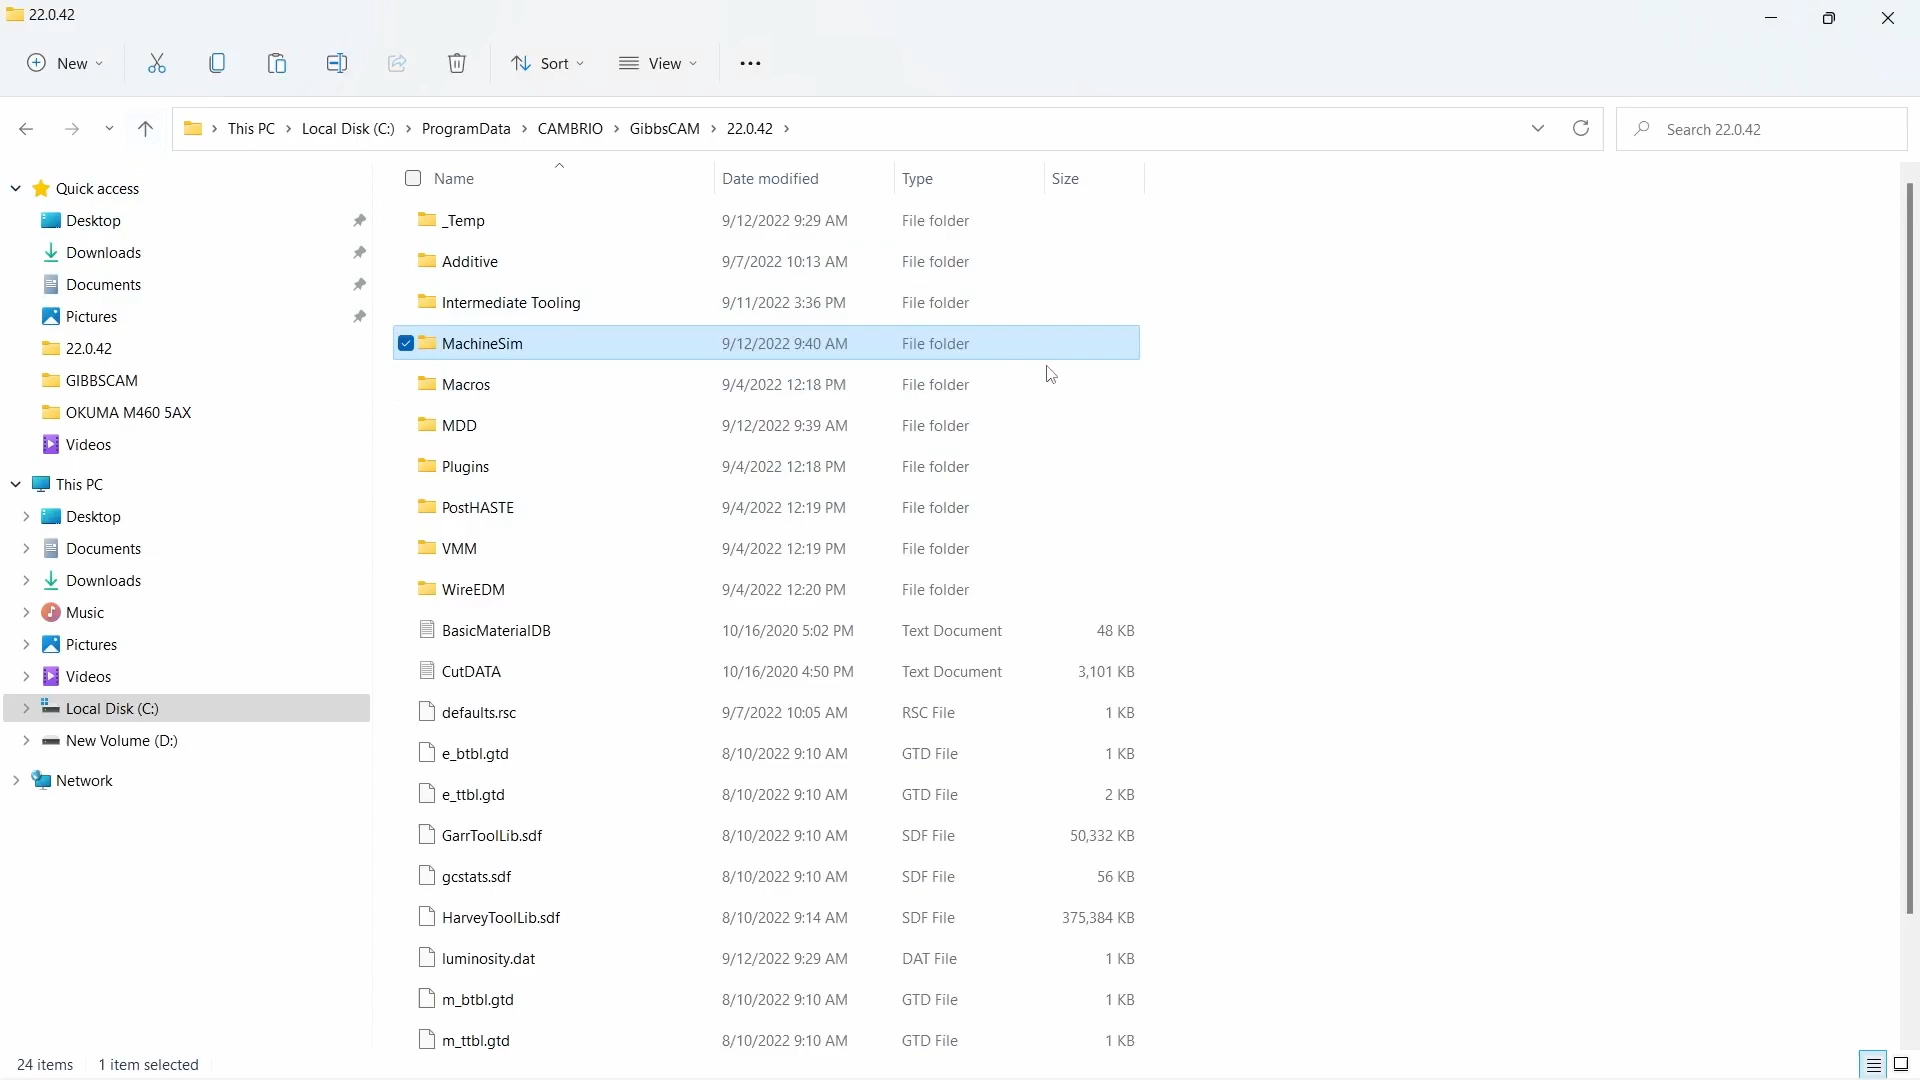 22.0.42
New
Sort
View
This PC > Local Disk (C:) > ProgramData > CAMBRIO > GibbsCAM > 22.0.42 >
Search 22.0.42
Quick access
Desktop
Downloads
Documents
Pictures
22.0.42
GIBBSCAM
OKUMA M460 5AX
Videos
This PC
Desktop
Documents
Downloads
Music
Pictures
Videos
Local Disk (C:)
New Volume (D:)
Network
Name Date modified Type Size
_Temp 9/12/2022 9:29 AM File folder
Additive 9/7/2022 10:13 AM File folder
Intermediate Tooling 9/11/2022 3:36 PM File folder
MachineSim 9/12/2022 9:40 AM File folder
Macros 9/4/2022 12:18 PM File folder
MDD 9/12/2022 9:39 AM File folder
Plugins 9/4/2022 12:18 PM File folder
PostHASTE 9/4/2022 12:19 PM File folder
VMM 9/4/2022 12:19 PM File folder
WireEDM 9/4/2022 12:20 PM File folder
BasicMaterialDB 10/16/2020 5:02 PM Text Document 48 KB
CutDATA 10/16/2020 4:50 PM Text Document 3,101 KB
defaults.rsc 9/7/2022 10:05 AM RSC File 1 KB
e_btbl.gtd 8/10/2022 9:10 AM GTD File 1 KB
e_ttbl.gtd 8/10/2022 9:10 AM GTD File 2 KB
GarrToolLib.sdf 8/10/2022 9:10 AM SDF File 50,332 KB
gcstats.sdf 8/10/2022 9:10 AM SDF File 56 KB
HarveyToolLib.sdf 8/10/2022 9:14 AM SDF File 375,384 KB
luminosity.dat 9/12/2022 9:29 AM DAT File 1 KB
m_btbl.gtd 8/10/2022 9:10 AM GTD File 1 KB
m_ttbl.gtd 8/10/2022 9:10 AM GTD File 1 KB
24 items 1 item selected